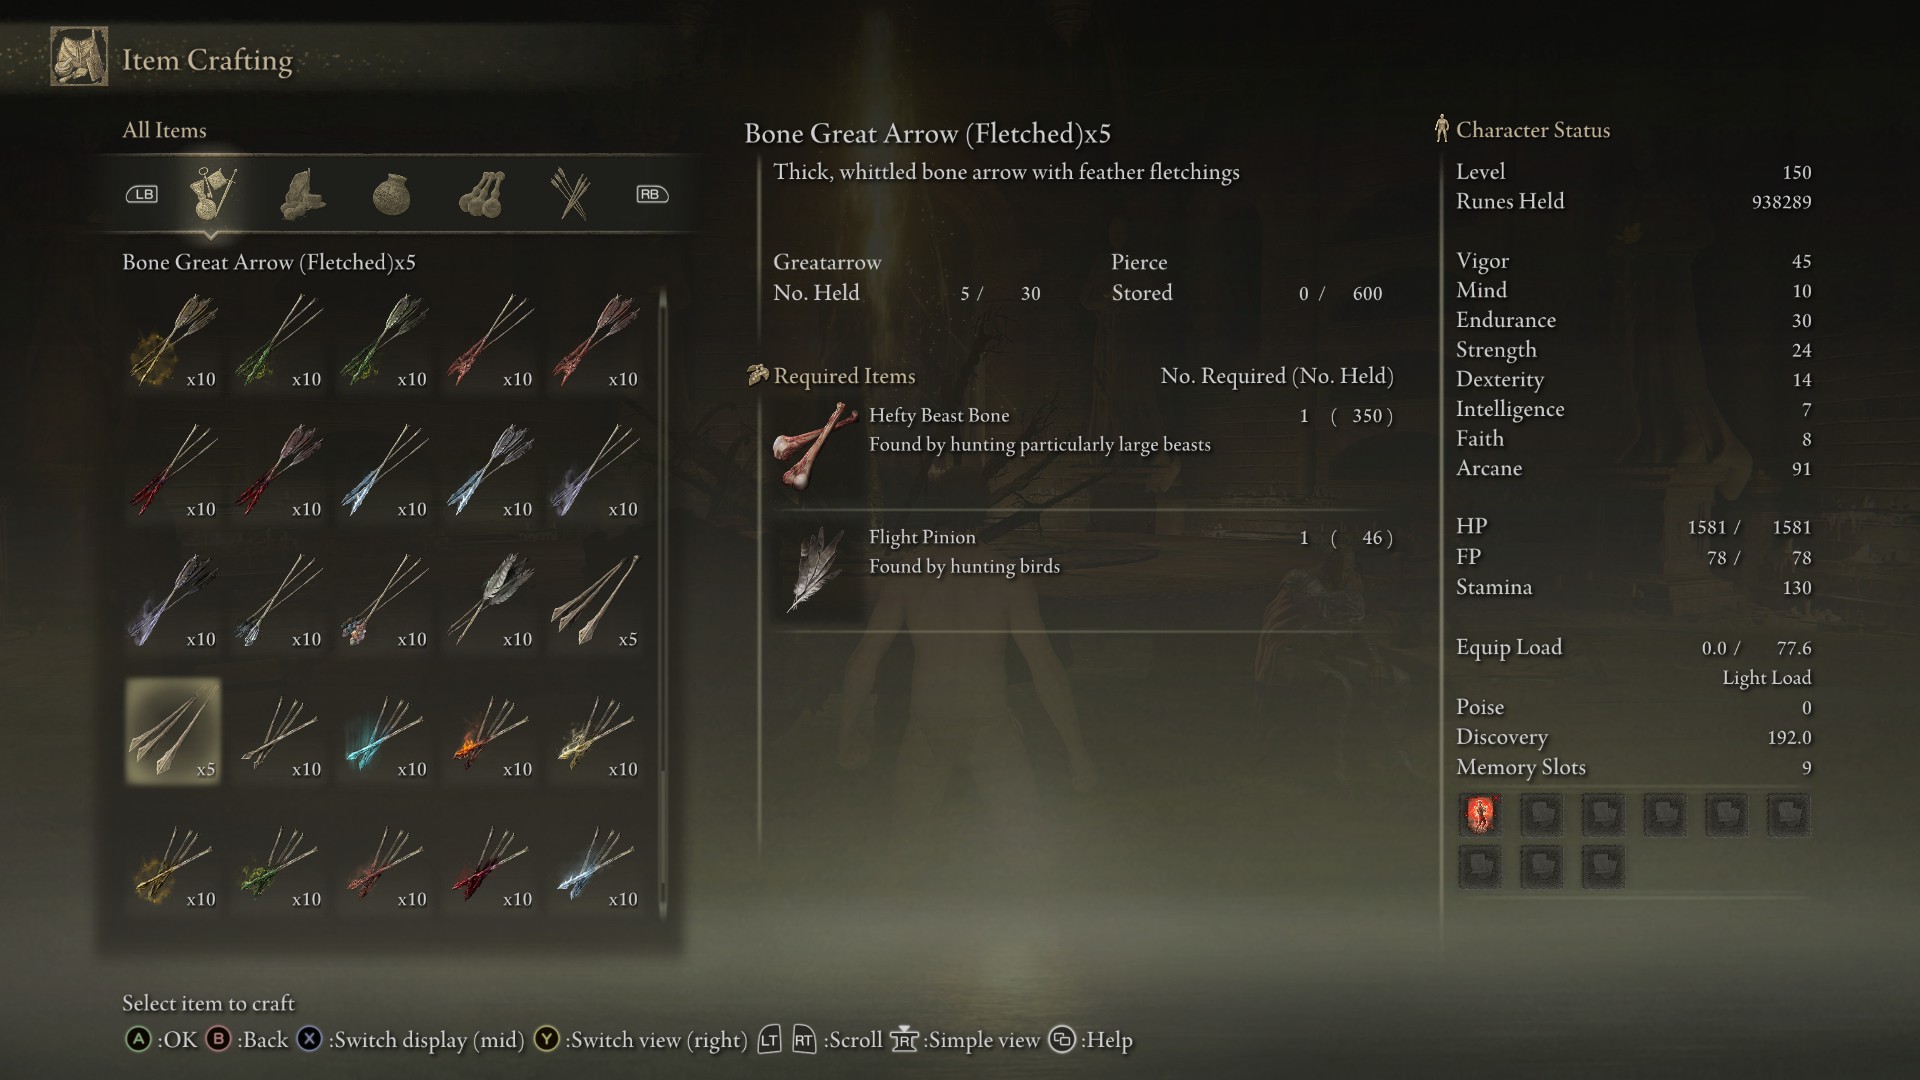 Item Crafting
All Items
LB
RB
Bone Great Arrow (Fletched)x5
x10 x10 x10 x10 x10
x10 x10 x10 x10 x10
x10 x10 x10 x10 x5
x5 x10 x10 x10 x10
x10 x10 x10 x10 x10
Bone Great Arrow (Fletched)x5
Thick, whittled bone arrow with feather fletchings
Greatarrow Pierce
No. Held 5 / 30 Stored 0 / 600
Required Items No. Required (No. Held)
Hefty Beast Bone 1 ( 350 )
Found by hunting particularly large beasts
Flight Pinion 1 ( 46 )
Found by hunting birds
Character Status
Level 150
Runes Held 938289
Vigor 45
Mind 10
Endurance 30
Strength 24
Dexterity 14
Intelligence 7
Faith 8
Arcane 91
HP 1581 / 1581
FP 78 / 78
Stamina 130
Equip Load 0.0 / 77.6
Light Load
Poise 0
Discovery 192.0
Memory Slots 9
Select item to craft
A :OK B :Back X :Switch display (mid) Y :Switch view (right) LT RT :Scroll R :Simple view :Help